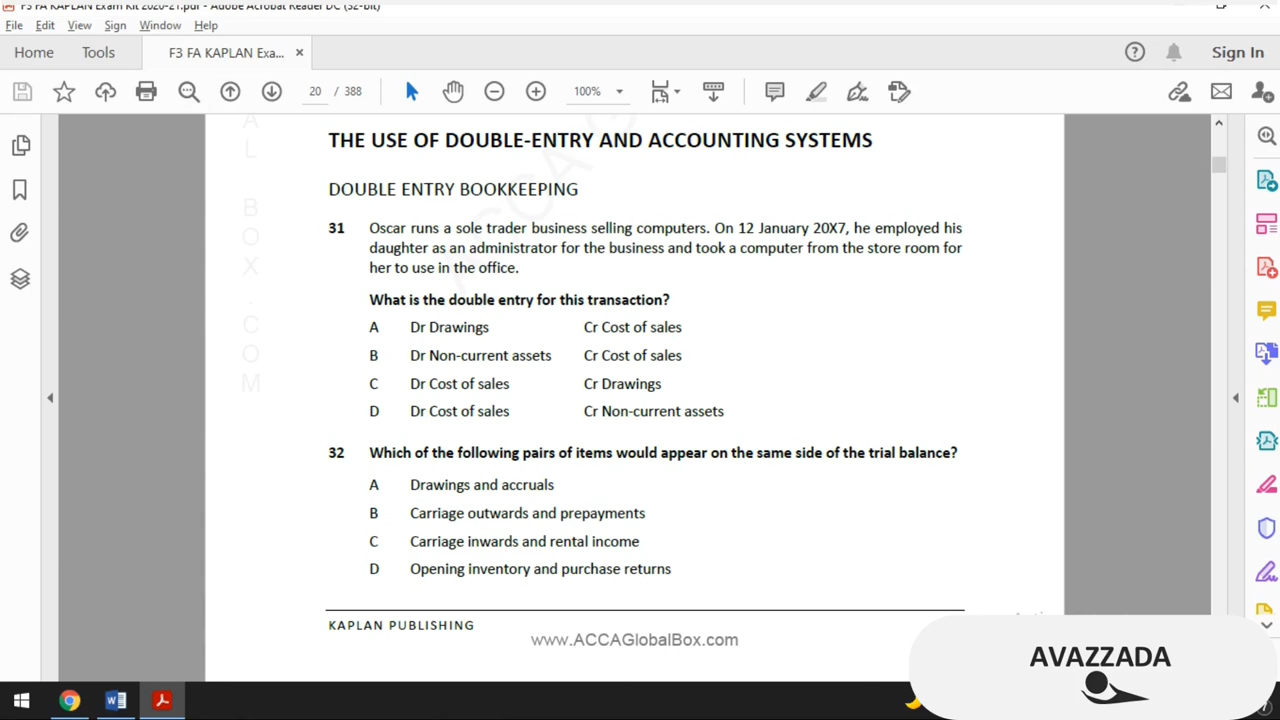 F3 FA KAPLAN Exam Kit 2020-21.pdf - Adobe Acrobat Reader DC (32-bit)
File Edit View Sign Window Help
Home Tools F3 FA KAPLAN Exa... × Sign In
20 / 388 100%
THE USE OF DOUBLE-ENTRY AND ACCOUNTING SYSTEMS
DOUBLE ENTRY BOOKKEEPING
31 Oscar runs a sole trader business selling computers. On 12 January 20X7, he employed his
daughter as an administrator for the business and took a computer from the store room for
her to use in the office.
What is the double entry for this transaction?
A Dr Drawings Cr Cost of sales
B Dr Non-current assets Cr Cost of sales
C Dr Cost of sales Cr Drawings
D Dr Cost of sales Cr Non-current assets
32 Which of the following pairs of items would appear on the same side of the trial balance?
A Drawings and accruals
B Carriage outwards and prepayments
C Carriage inwards and rental income
D Opening inventory and purchase returns
KAPLAN PUBLISHING
www.ACCAGlobalBox.com
AVAZZADA
A
L
B
O
X
.
C
O
M
ACCA G